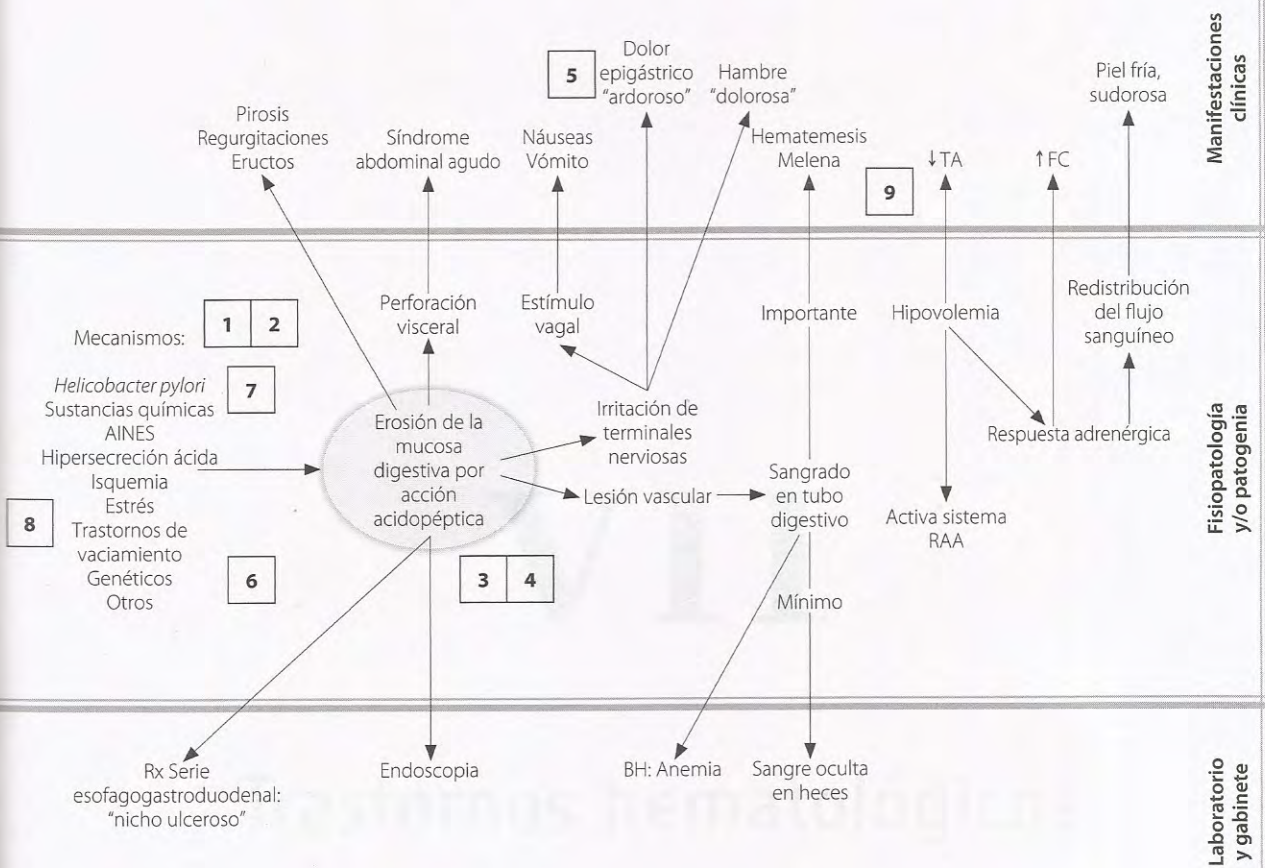 Manifestaciones
clínicas
5
Dolor
epigástrico
"ardoroso"
Hambre
"dolorosa"
Piel fría,
sudorosa
Pirosis
Regurgitaciones
Eructos
Síndrome
abdominal agudo
Náuseas
Vómito
Hematemesis
Melena
9
↓TA
↑FC
Fisiopatología
y/o patogenia
Mecanismos:
1 2
Helicobacter pylori
7
Sustancias químicas
AINES
Hipersecreción ácida
Isquemia
Estrés
8
Trastornos de
vaciamiento
Genéticos
6
Otros
Perforación
visceral
Estímulo
vagal
Importante
Hipovolemia
Redistribución
del flujo
sanguíneo
Erosión de la
mucosa
digestiva por
acción
acidopéptica
Irritación de
terminales
nerviosas
Respuesta adrenérgica
Lesión vascular
Sangrado
en tubo
digestivo
Activa sistema
RAA
3 4
Mínimo
Laboratorio
y gabinete
Rx Serie
esofagogastroduodenal:
"nicho ulceroso"
Endoscopia
BH: Anemia
Sangre oculta
en heces
Trastornos hematológico
VII